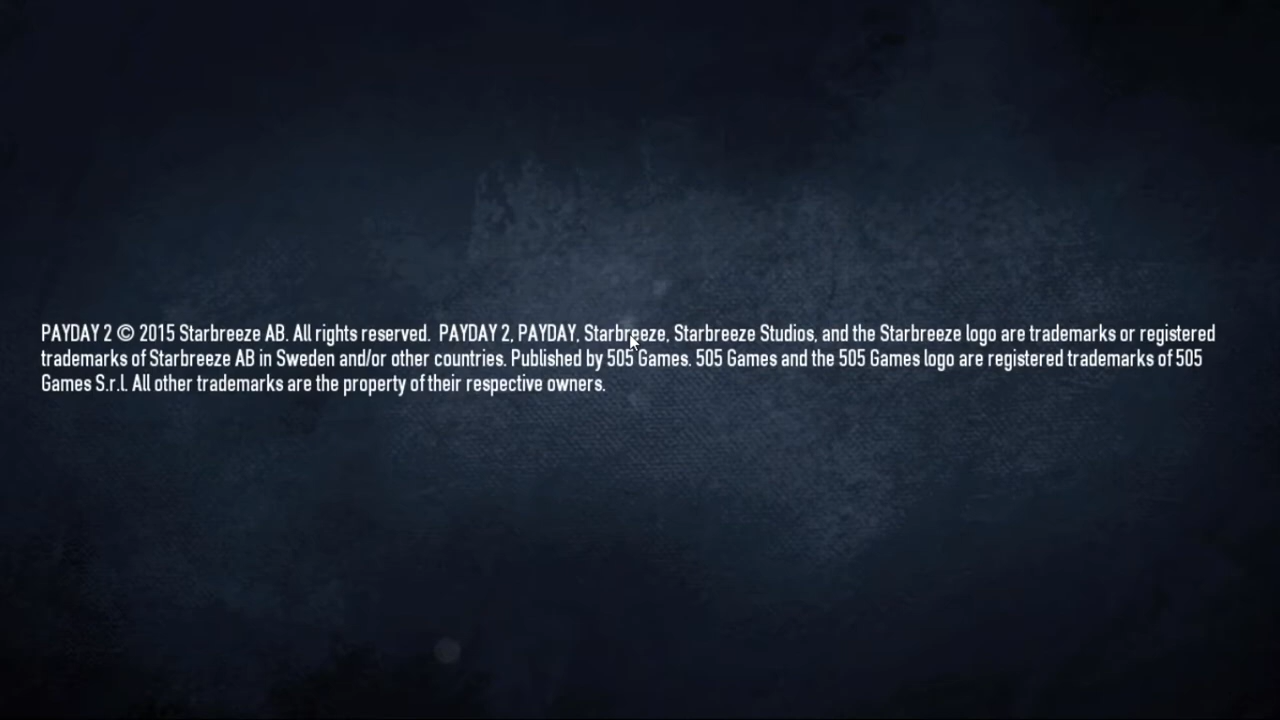 PAYDAY 2 © 2015 Starbreeze AB. All rights reserved.  PAYDAY 2, PAYDAY, Starbreeze, Starbreeze Studios, and the Starbreeze logo are trademarks or registered
trademarks of Starbreeze AB in Sweden and/or other countries. Published by 505 Games. 505 Games and the 505 Games logo are registered trademarks of 505
Games S.r.l. All other trademarks are the property of their respective owners.